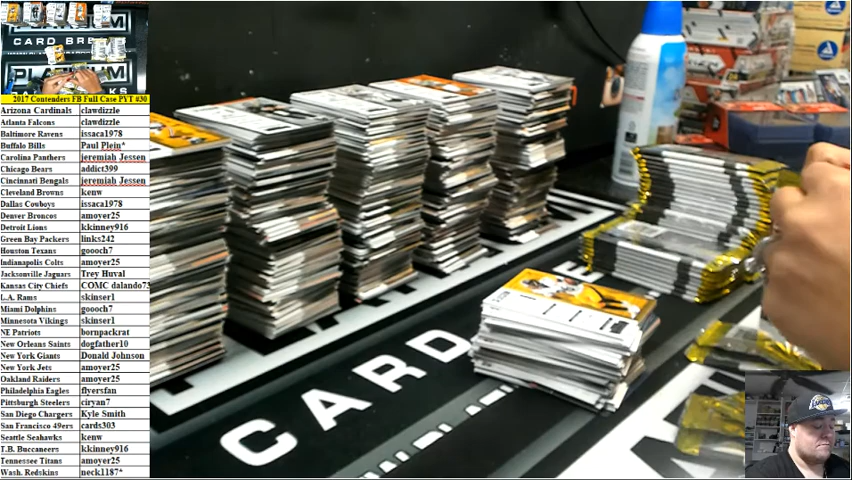 CARD BRE
PLATINUM
2017 Contenders FB Full Case PYT #30
Arizona Cardinals clawdizzle
Atlanta Falcons clawdizzle
Baltimore Ravens issaca1978
Buffalo Bills Paul Plein*
Carolina Panthers jeremiah Jessen
Chicago Bears addict399
Cincinnati Bengals jeremiah Jessen
Cleveland Browns kenw
Dallas Cowboys issaca1978
Denver Broncos amoyer25
Detroit Lions kkinney916
Green Bay Packers links242
Houston Texans goooch7
Indianapolis Colts amoyer25
Jacksonville Jaguars Trey Huval
Kansas City Chiefs COMC dalando73
L.A. Rams skinser1
Miami Dolphins goooch7
Minnesota Vikings skinser1
NE Patriots bornpackrat
New Orleans Saints dogfather10
New York Giants Donald Johnson
New York Jets amoyer25
Oakland Raiders amoyer25
Philadelphia Eagles flyersfan
Pittsburgh Steelers ciryan7
San Diego Chargers Kyle Smith
San Francisco 49ers cards303
Seattle Seahawks kenw
T.B. Buccaneers kkinney916
Tennessee Titans amoyer25
Wash. Redskins neck1187*
CARD